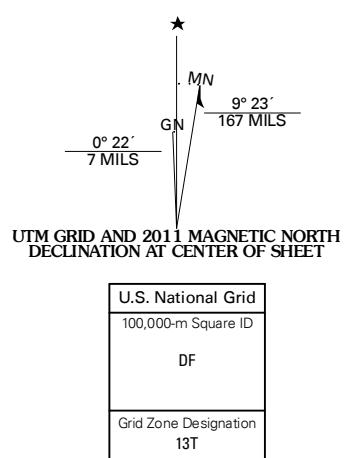 MN
GN
9° 23´
167 MILS
0° 22´
7 MILS
UTM GRID AND 2011 MAGNETIC NORTH
DECLINATION AT CENTER OF SHEET
U.S. National Grid
100,000-m Square ID
DF
Grid Zone Designation
13T